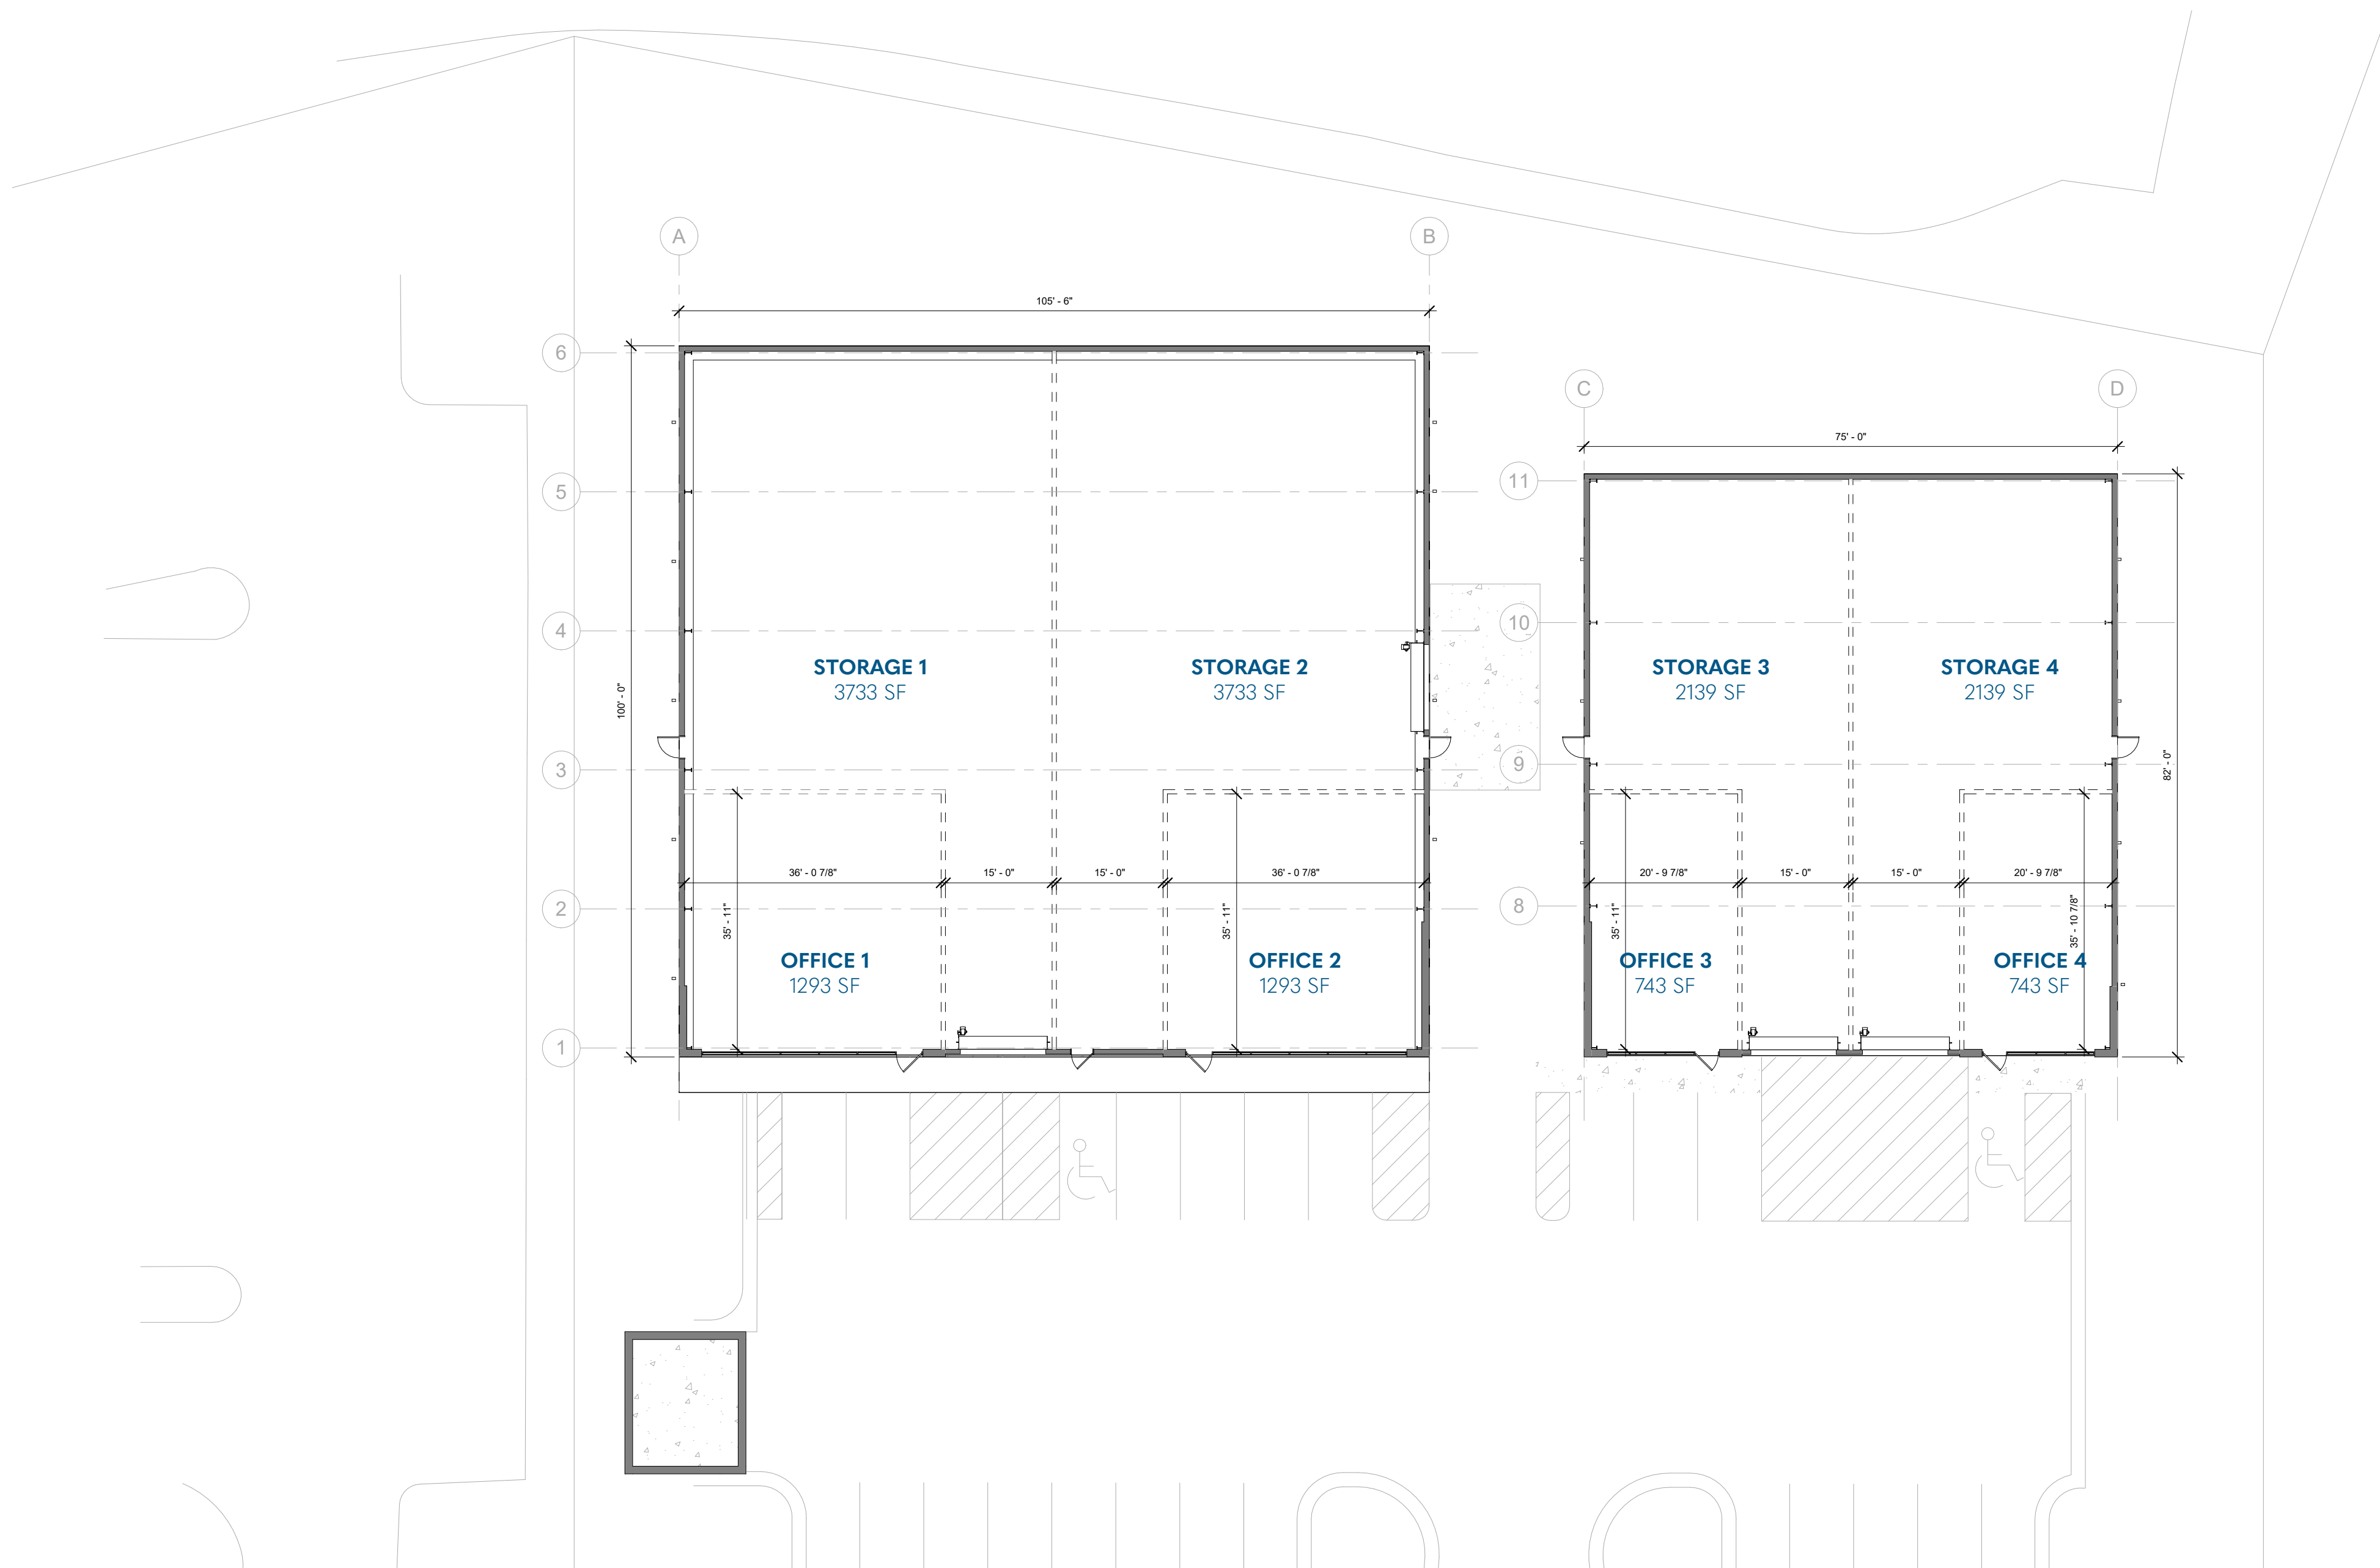 A
B
105' - 6"
6
C
D
75' - 0"
5
11
4
10
STORAGE 1
3733 SF
STORAGE 2
3733 SF
STORAGE 3
2139 SF
STORAGE 4
2139 SF
100' - 0"
82' - 0"
3
9
36' - 0 7/8"
15' - 0"
15' - 0"
36' - 0 7/8"
20' - 9 7/8"
15' - 0"
15' - 0"
20' - 9 7/8"
2
8
35' - 11"
35' - 11"
35' - 11"
35' - 10 7/8"
OFFICE 1
1293 SF
OFFICE 2
1293 SF
OFFICE 3
743 SF
OFFICE 4
743 SF
1